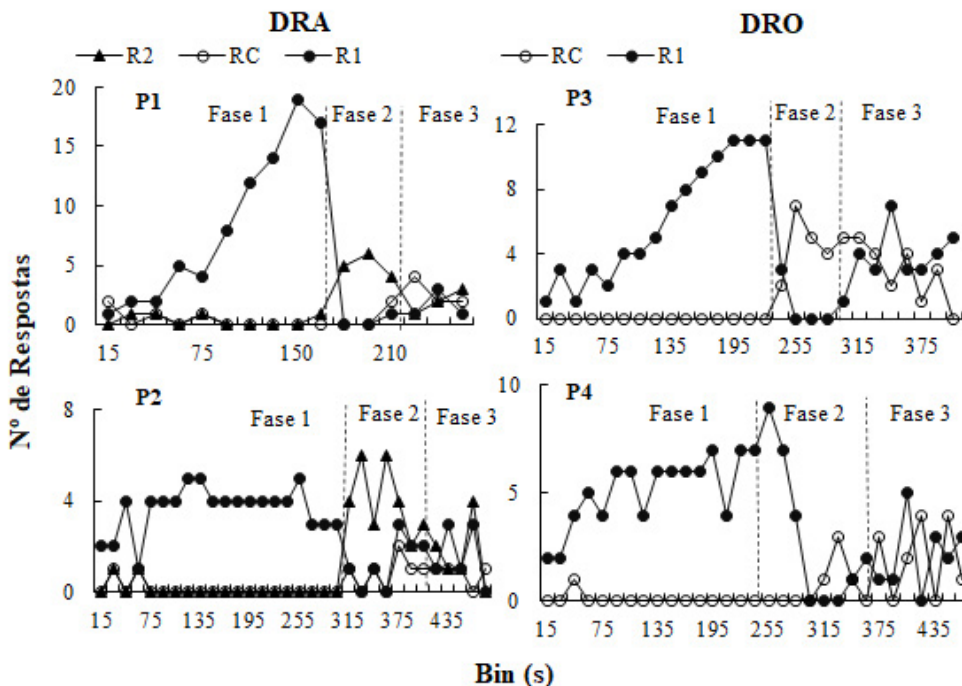 DRA
DRO
R2 RC R1
RC R1
Nº de Respostas
P1
Fase 1 Fase 2 Fase 3
20
15
10
5
0
15 75 150 210
P3
Fase 1 Fase 2 Fase 3
12
8
4
0
15 75 135 195 255 315 375
P2
Fase 1 Fase 2 Fase 3
8
4
0
15 75 135 195 255 315 375 435
P4
Fase 1 Fase 2 Fase 3
10
5
0
15 75 135 195 255 315 375 435
Bin (s)